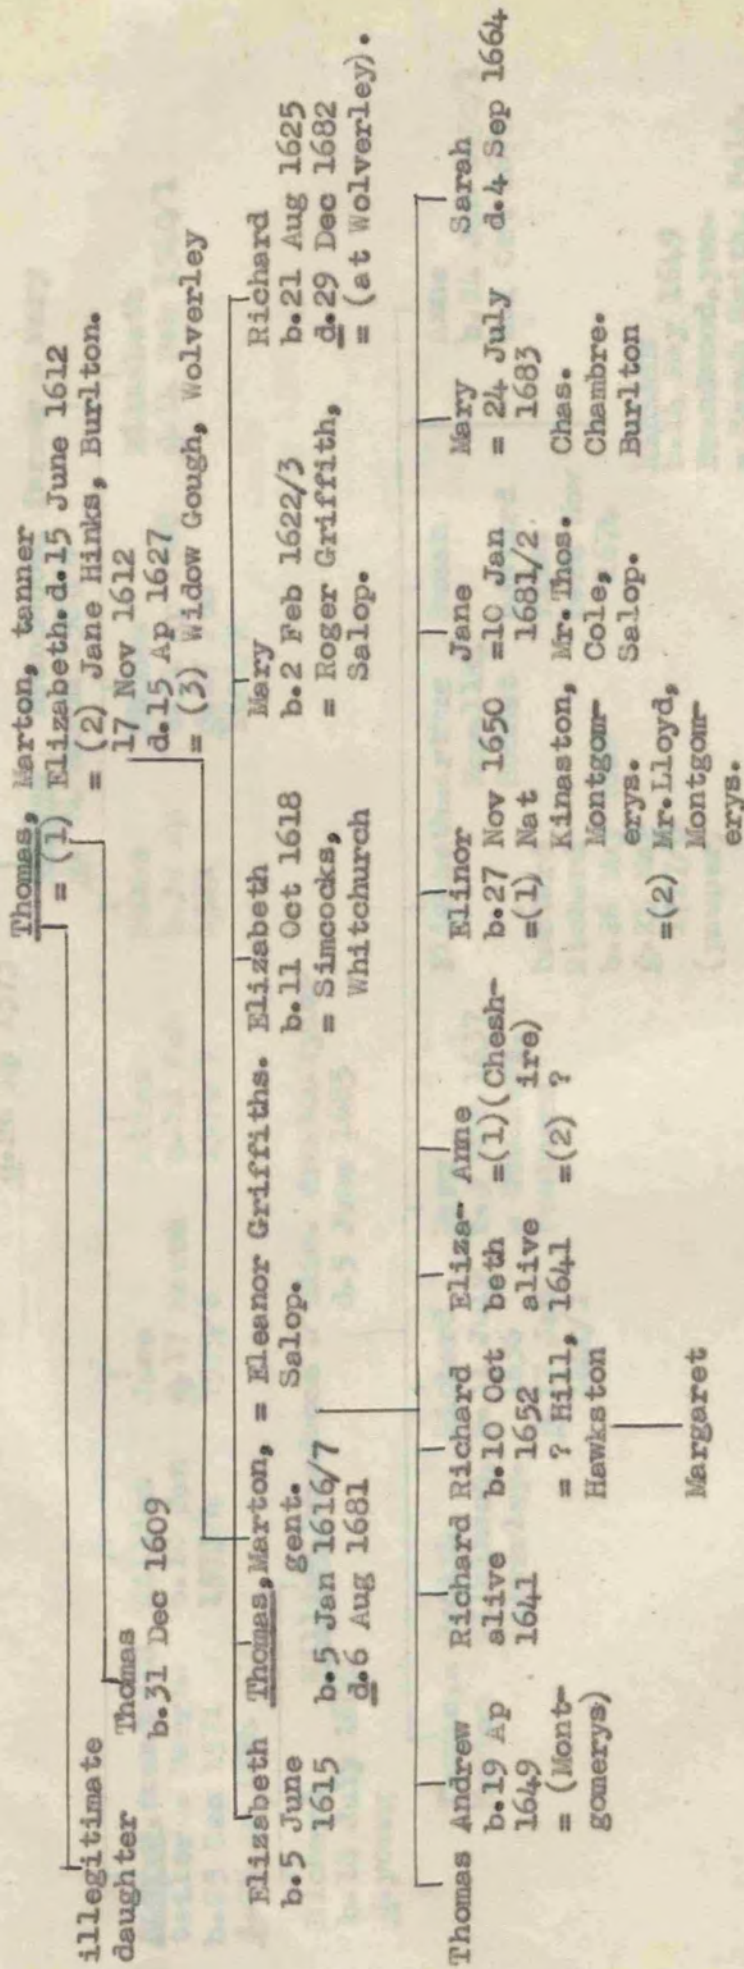 Thomas, Marton, tanner
= (1) Elizabeth.d.15 June 1612
= (2) Jane Hinks, Burlton.
17 Nov 1612
d.15 Ap 1627
= (3) Widow Gough, Wolverley
illegitimate
daughter
Thomas
b.31 Dec 1609
Elizabeth
b.5 June
1615
Thomas,Marton, = Eleanor Griffiths.
gent. Salop.
b.5 Jan 1616/7
d.6 Aug 1681
Elizabeth
b.11 Oct 1618
= Simcocks,
Whitchurch
Mary
b.2 Feb 1622/3
= Roger Griffith,
Salop.
Richard
b.21 Aug 1625
d.29 Dec 1682
= (at Wolverley).
Thomas
Andrew
b.19 Ap
1649
= (Mont-
gomerys)
Richard
alive
1641
Richard
b.10 Oct
1652
= ? Hill,
Hawkston
Margaret
Eliza-
beth
alive
1641
Anne
=(1)(Chesh-
ire)
=(2) ?
Elinor
b.27 Nov 1650
=(1) Nat
Kinaston,
Montgom-
erys.
=(2) Mr.Lloyd,
Montgom-
erys.
Jane
=10 Jan
1681/2.
Mr.Thos.
Cole,
Salop.
Mary
= 24 July
1683
Chas.
Chambre.
Burlton
Sarah
d.4 Sep 1664